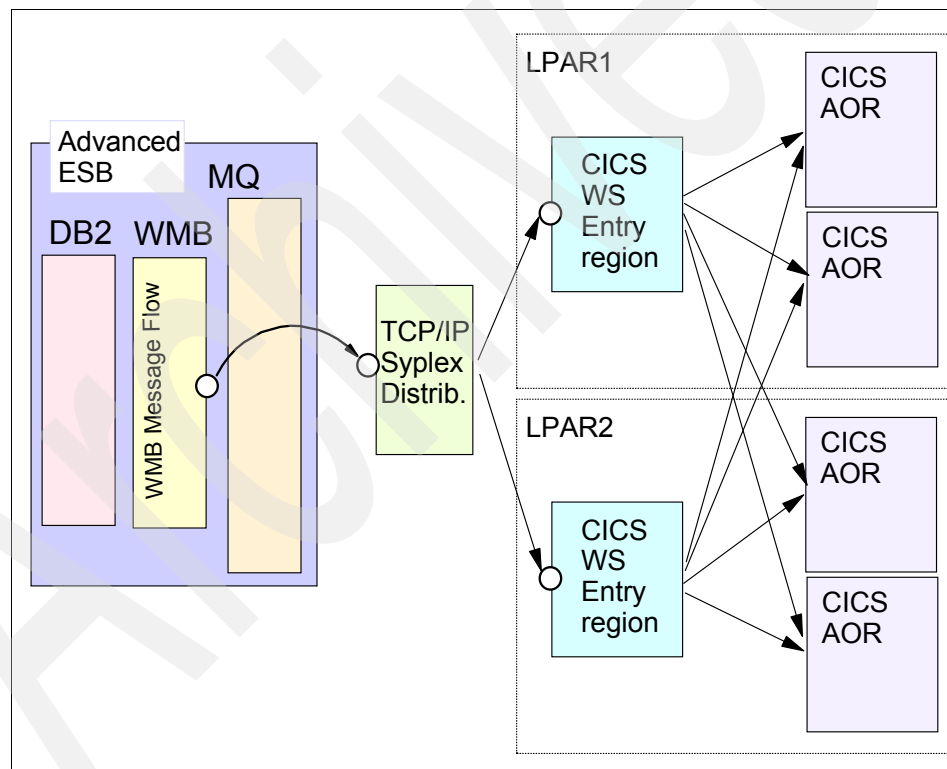 Advanced
ESB
MQ
DB2
WMB
WMB Message Flow
TCP/IP
Syplex
Distrib.
LPAR1
CICS
WS
Entry
region
CICS
AOR
CICS
AOR
LPAR2
CICS
WS
Entry
region
CICS
AOR
CICS
AOR